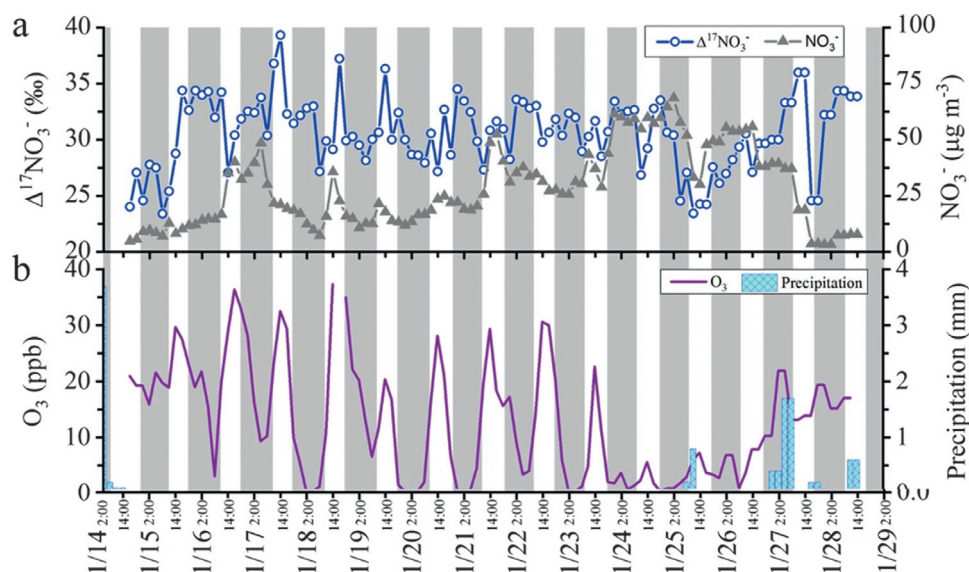 a
40
35
30
25
20
Δ¹⁷NO₃⁻ (‰)
Δ¹⁷NO₃⁻
NO₃⁻
100
75
50
25
0
NO₃⁻ (μg m⁻³)
b
40
30
20
10
0
O₃ (ppb)
O₃
Precipitation
4
3
2
1
0.0
Precipitation (mm)
2:00 14:00 2:00 14:00 2:00 14:00 2:00 14:00 2:00 14:00 2:00 14:00 2:00 14:00 2:00 14:00 2:00 14:00 2:00 14:00 2:00 14:00 2:00 14:00 2:00 14:00 2:00 14:00 2:00 14:00 2:00
1/14 1/15 1/16 1/17 1/18 1/19 1/20 1/21 1/22 1/23 1/24 1/25 1/26 1/27 1/28 1/29